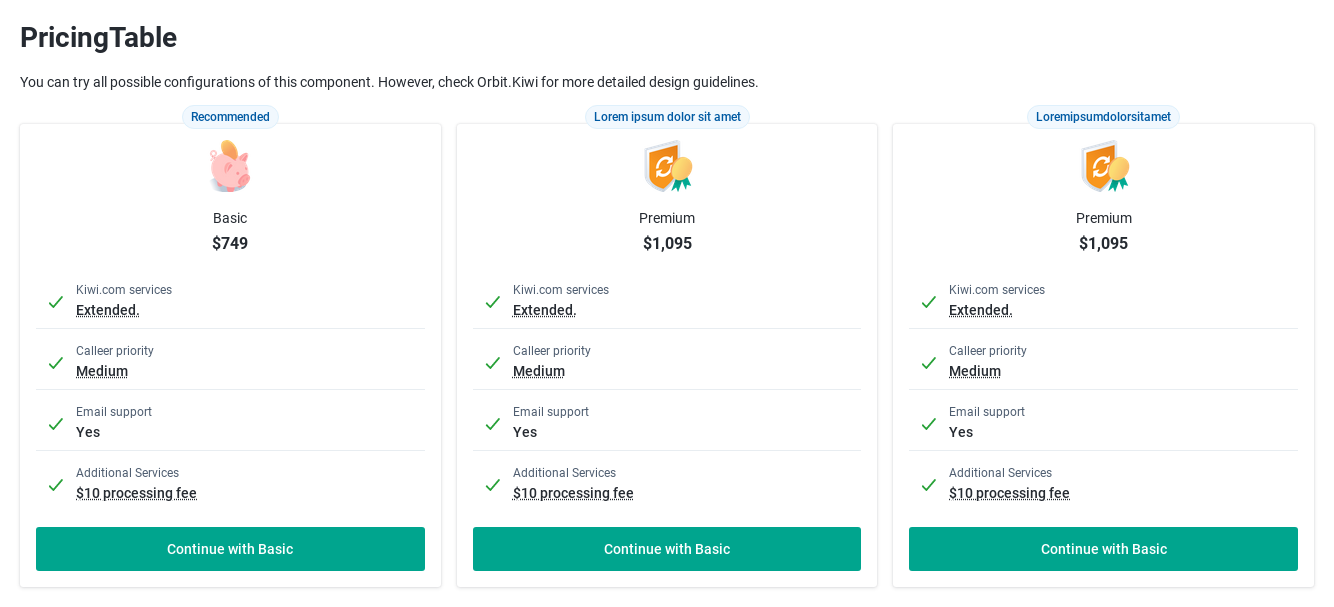 PricingTable
You can try all possible configurations of this component. However, check Orbit.Kiwi for more detailed design guidelines.
Recommended
Basic
$749
Kiwi.com services
Extended.
Calleer priority
Medium
Email support
Yes
Additional Services
$10 processing fee
Continue with Basic
Lorem ipsum dolor sit amet
Premium
$1,095
Kiwi.com services
Extended.
Calleer priority
Medium
Email support
Yes
Additional Services
$10 processing fee
Continue with Basic
Loremipsumdolorsitamet
Premium
$1,095
Kiwi.com services
Extended.
Calleer priority
Medium
Email support
Yes
Additional Services
$10 processing fee
Continue with Basic